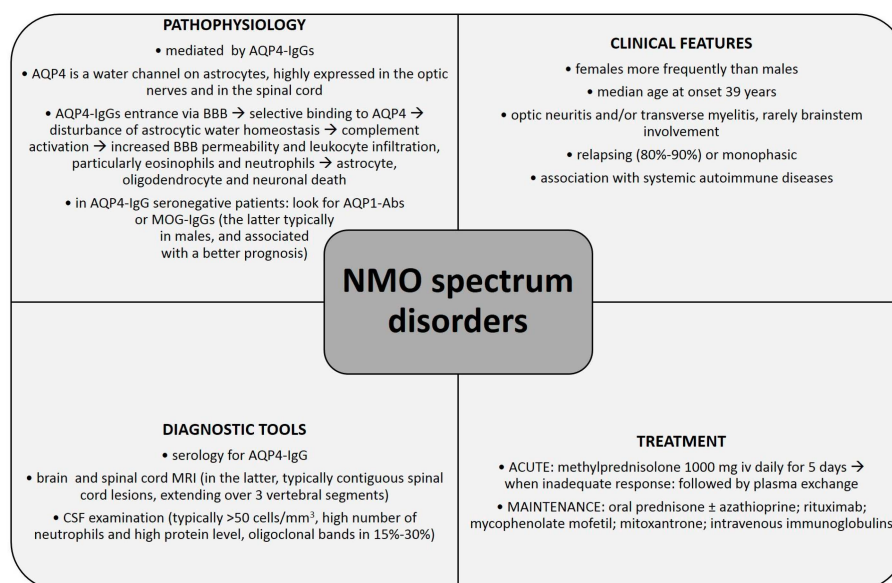 PATHOPHYSIOLOGY
• mediated by AQP4-IgGs
• AQP4 is a water channel on astrocytes, highly expressed in the optic
nerves and in the spinal cord
• AQP4-IgGs entrance via BBB → selective binding to AQP4 →
disturbance of astrocytic water homeostasis → complement
activation → increased BBB permeability and leukocyte infiltration,
particularly eosinophils and neutrophils → astrocyte,
oligodendrocyte and neuronal death
• in AQP4-IgG seronegative patients: look for AQP1-Abs
or MOG-IgGs (the latter typically
in males, and associated
with a better prognosis)
CLINICAL FEATURES
• females more frequently than males
• median age at onset 39 years
• optic neuritis and/or transverse myelitis, rarely brainstem
involvement
• relapsing (80%-90%) or monophasic
• association with systemic autoimmune diseases
NMO spectrum
disorders
DIAGNOSTIC TOOLS
• serology for AQP4-IgG
• brain and spinal cord MRI (in the latter, typically contiguous spinal
cord lesions, extending over 3 vertebral segments)
• CSF examination (typically >50 cells/mm³, high number of
neutrophils and high protein level, oligoclonal bands in 15%-30%)
TREATMENT
• ACUTE: methylprednisolone 1000 mg iv daily for 5 days →
when inadequate response: followed by plasma exchange
• MAINTENANCE: oral prednisone ± azathioprine; rituximab;
mycophenolate mofetil; mitoxantrone; intravenous immunoglobulins